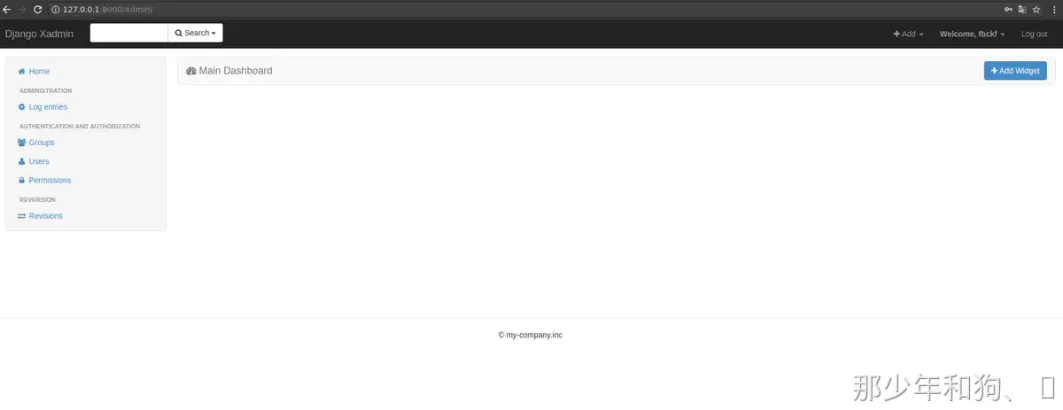 127.0.0.1:8000/admin/
Django Xadmin
Search
Add
Welcome, fbckf
Log out
Home
ADMINISTRATION
Log entries
AUTHENTICATION AND AUTHORIZATION
Groups
Users
Permissions
REVERSION
Revisions
Main Dashboard
Add Widget
© my-company.inc
那少年和狗、